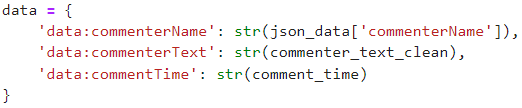 data = {
    'data:commenterName': str(json_data['commenterName']),
    'data:commenterText': str(commenter_text_clean),
    'data:commentTime': str(comment_time)
}